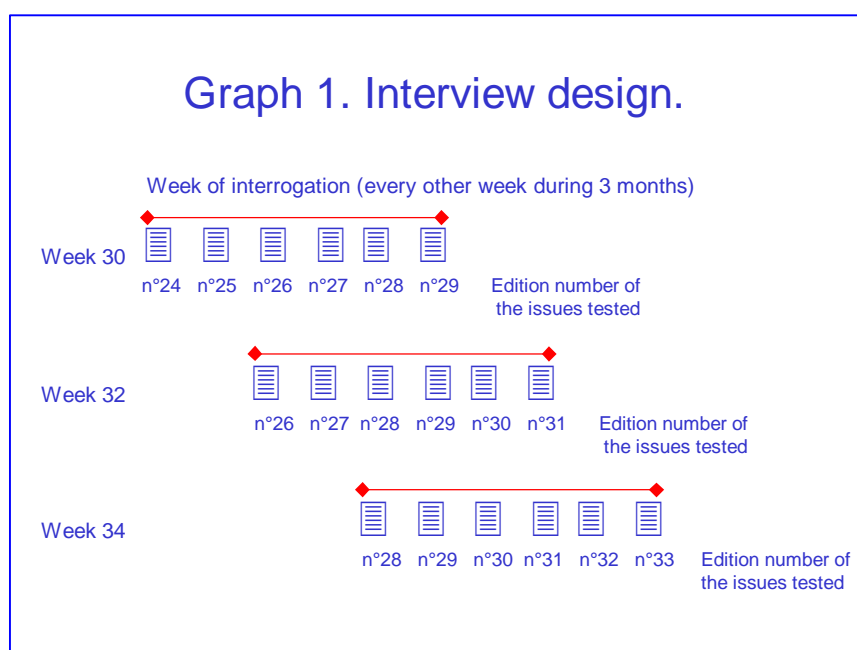 Graph 1. Interview design.
Week of interrogation (every other week during 3 months)
Week 30
n°24 n°25 n°26 n°27 n°28 n°29
Edition number of
the issues tested
Week 32
n°26 n°27 n°28 n°29 n°30 n°31
Edition number of
the issues tested
Week 34
n°28 n°29 n°30 n°31 n°32 n°33
Edition number of
the issues tested